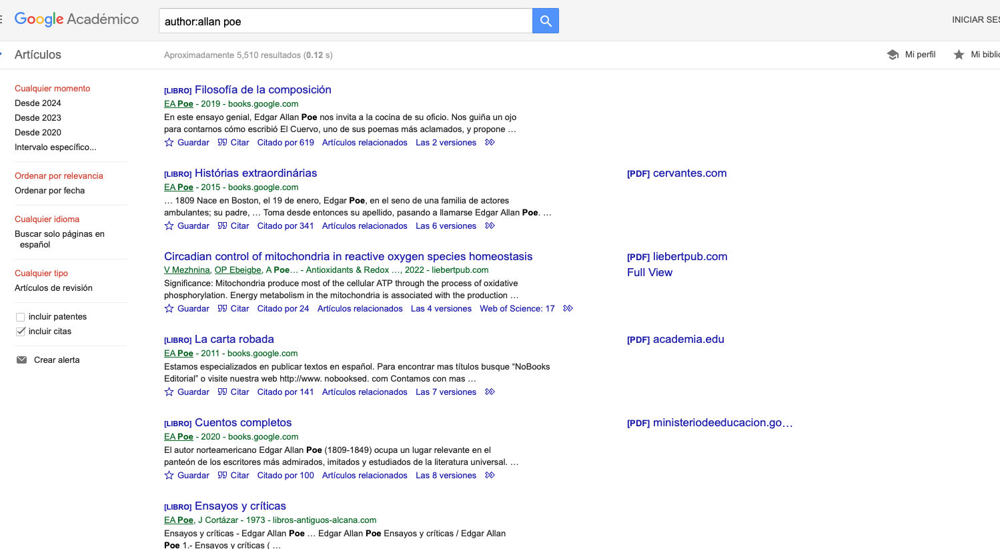 Google Académico
author:allan poe
INICIAR SES
Artículos
Aproximadamente 5,510 resultados (0.12 s)
Mi perfil
Mi biblio
Cualquier momento
Desde 2024
Desde 2023
Desde 2020
Intervalo específico...
Ordenar por relevancia
Ordenar por fecha
Cualquier idioma
Buscar solo páginas en
español
Cualquier tipo
Artículos de revisión
incluir patentes
incluir citas
Crear alerta
[LIBRO] Filosofía de la composición
EA Poe - 2019 - books.google.com
En este ensayo genial, Edgar Allan Poe nos invita a la cocina de su oficio. Nos guiña un ojo
para contarnos cómo escribió El Cuervo, uno de sus poemas más aclamados, y propone …
Guardar Citar Citado por 619 Artículos relacionados Las 2 versiones
[LIBRO] Histórias extraordinárias
EA Poe - 2015 - books.google.com
… 1809 Nace en Boston, el 19 de enero, Edgar Poe, en el seno de una familia de actores
ambulantes; su padre, … Toma desde entonces su apellido, pasando a llamarse Edgar Allan Poe. …
Guardar Citar Citado por 341 Artículos relacionados Las 6 versiones
[PDF] cervantes.com
Circadian control of mitochondria in reactive oxygen species homeostasis
V Mezhnina, OP Ebeigbe, A Poe… - Antioxidants & Redox …, 2022 - liebertpub.com
Significance: Mitochondria produce most of the cellular ATP through the process of oxidative
phosphorylation. Energy metabolism in the mitochondria is associated with the production …
Guardar Citar Citado por 24 Artículos relacionados Las 4 versiones Web of Science: 17
[PDF] liebertpub.com
Full View
[LIBRO] La carta robada
EA Poe - 2011 - books.google.com
Estamos especializados en publicar textos en español. Para encontrar mas títulos busque “NoBooks
Editorial” o visite nuestra web http://www. nobooksed. com Contamos con mas …
Guardar Citar Citado por 141 Artículos relacionados Las 7 versiones
[PDF] academia.edu
[LIBRO] Cuentos completos
EA Poe - 2020 - books.google.com
El autor norteamericano Edgar Allan Poe (1809-1849) ocupa un lugar relevante en el
panteón de los escritores más admirados, imitados y estudiados de la literatura universal. …
Guardar Citar Citado por 100 Artículos relacionados Las 8 versiones
[PDF] ministeriodeeducacion.go…
[LIBRO] Ensayos y críticas
EA Poe, J Cortázar - 1973 - libros-antiguos-alcana.com
Ensayos y críticas - Edgar Allan Poe … Edgar Allan Poe Ensayos y críticas / Edgar Allan
Poe 1.- Ensayos y críticas ( …